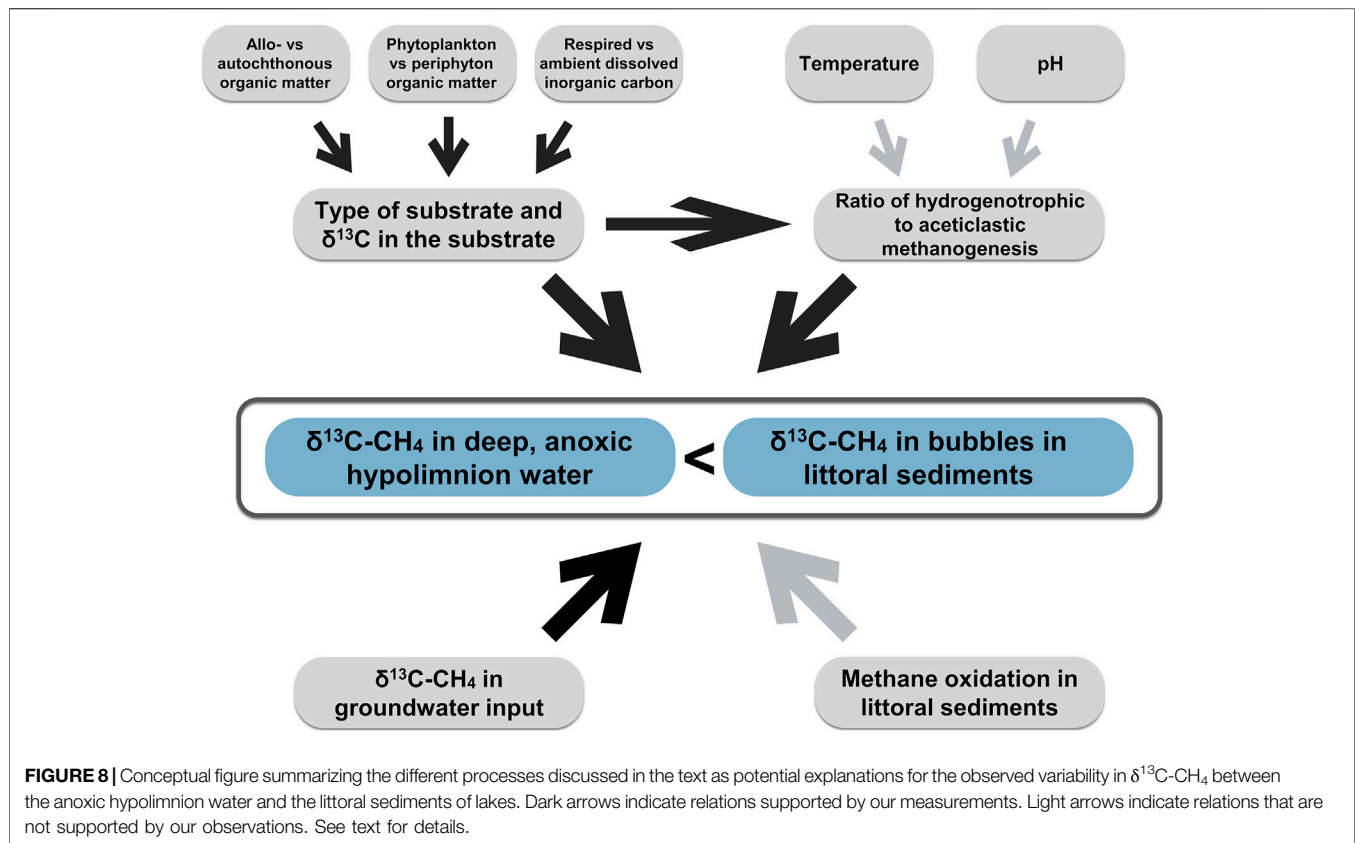 Allo- vs
autochthonous
organic matter
Phytoplankton
vs periphyton
organic matter
Respired vs
ambient dissolved
inorganic carbon
Temperature
pH
Type of substrate and
δ¹³C in the substrate
Ratio of hydrogenotrophic
to aceticlastic
methanogenesis
δ¹³C-CH₄ in deep, anoxic
hypolimnion water
<
δ¹³C-CH₄ in bubbles in
littoral sediments
δ¹³C-CH₄ in
groundwater input
Methane oxidation in
littoral sediments
FIGURE 8 | Conceptual figure summarizing the different processes discussed in the text as potential explanations for the observed variability in δ¹³C-CH₄ between
the anoxic hypolimnion water and the littoral sediments of lakes. Dark arrows indicate relations supported by our measurements. Light arrows indicate relations that are
not supported by our observations. See text for details.